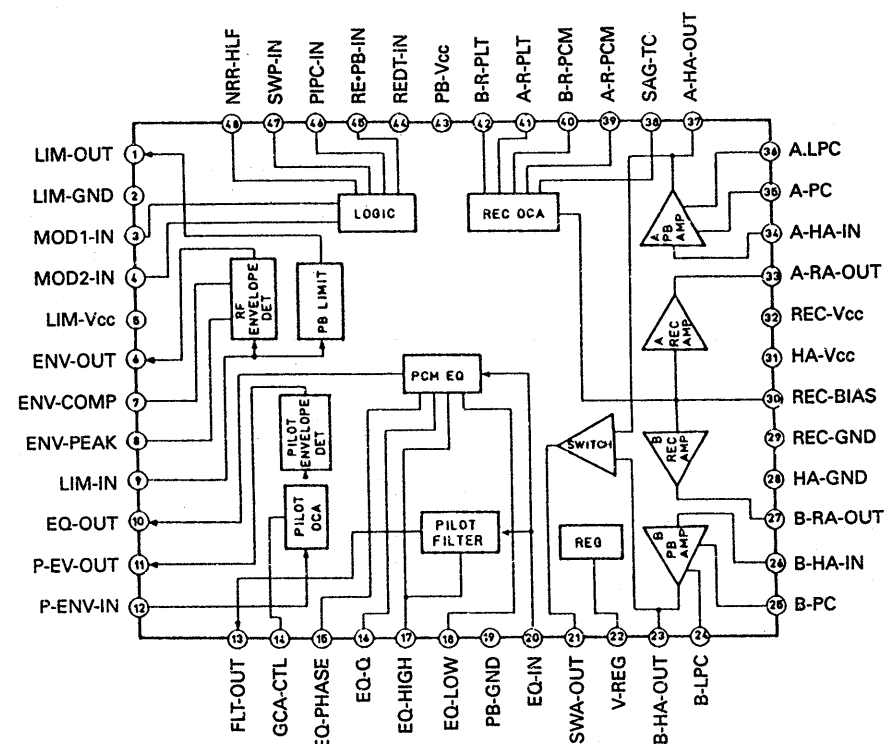 NRR-HLF
SWP-IN
PIPC-IN
RE•PB-IN
REDT-IN
PB-Vcc
B-R-PLT
A-R-PLT
B-R-PCM
A-R-PCM
SAG-TC
A-HA-OUT
48
47
46
45
44
43
42
41
40
39
38
37
LIM-OUT 1
LIM-GND 2
MOD1-IN 3
MOD2-IN 4
LIM-Vcc 5
ENV-OUT 6
ENV-COMP 7
ENV-PEAK 8
LIM-IN 9
EQ-OUT 10
P-EV-OUT 11
P-ENV-IN 12
LOGIC
REC GCA
RF
ENVELOPE
DET
PB LIMIT
PCM EQ
PILOT
ENVELOPE
DET
PILOT
GCA
PILOT
FILTER
SWITCH
REG
A
PB
AMP
A
REC
AMP
B
REC
AMP
B
PB
AMP
36 A.LPC
35 A-PC
34 A-HA-IN
33 A-RA-OUT
32 REC-Vcc
31 HA-Vcc
30 REC-BIAS
29 REC-GND
28 HA-GND
27 B-RA-OUT
26 B-HA-IN
25 B-PC
13
14
15
16
17
18
19
20
21
22
23
24
FLT-OUT
GCA-CTL
EQ-PHASE
EQ-Q
EQ-HIGH
EQ-LOW
PB-GND
EQ-IN
SWA-OUT
V-REG
B-HA-OUT
B-LPC